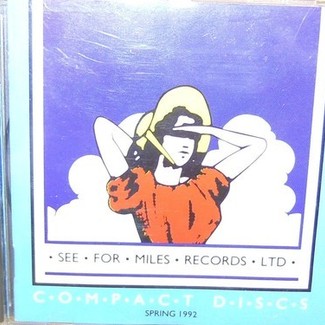 • SEE • FOR • MILES • RECORDS • LTD •
C•O•M•P•A•C•T D•I•S•C•S
SPRING 1992